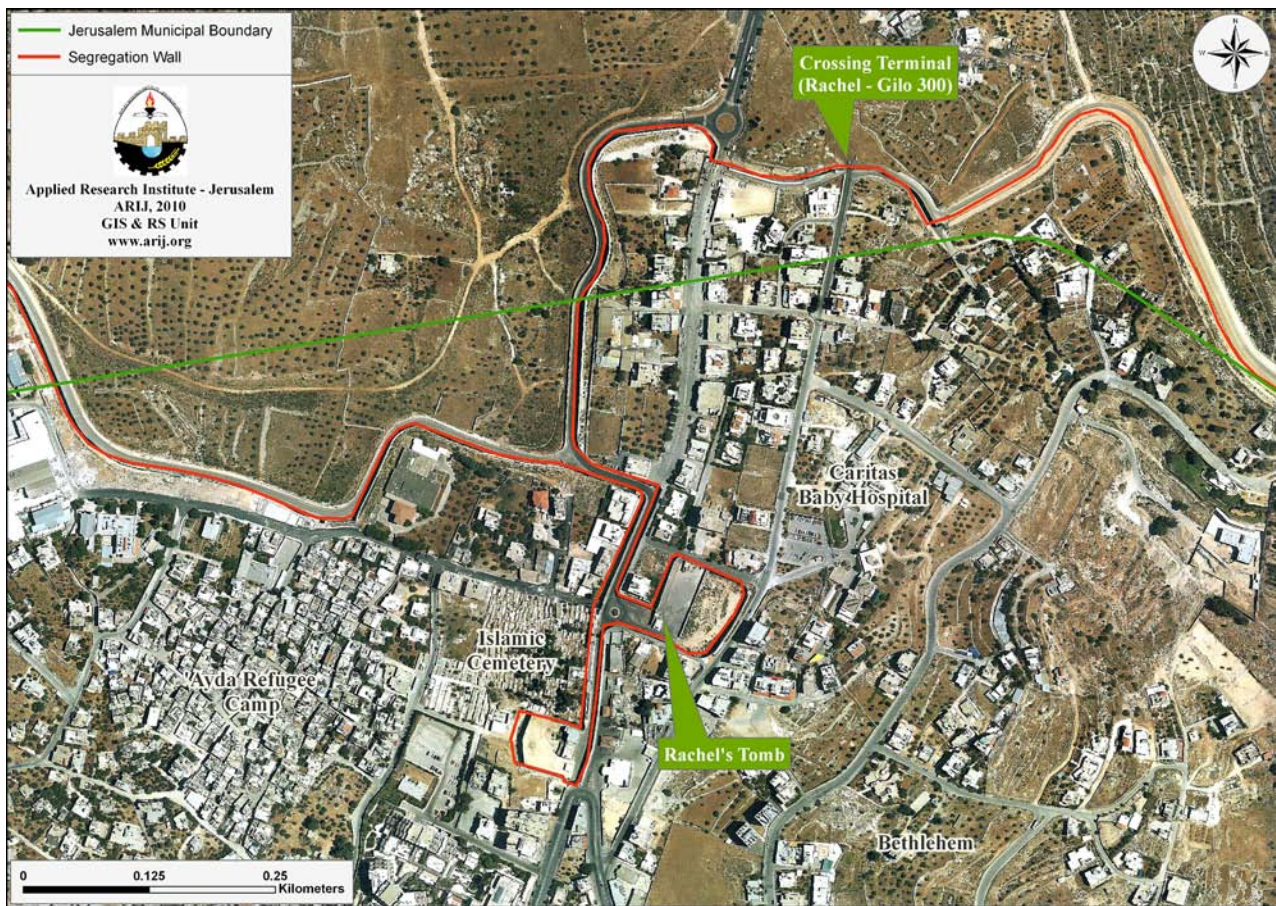 Jerusalem Municipal Boundary
Segregation Wall
Applied Research Institute - Jerusalem
ARIJ, 2010
GIS & RS Unit
www.arij.org
N
W
E
S
Crossing Terminal
(Rachel - Gilo 300)
Caritas
Baby Hospital
Islamic
Cemetery
'Ayda Refugee
Camp
Rachel's Tomb
Bethlehem
0 0.125 0.25
Kilometers